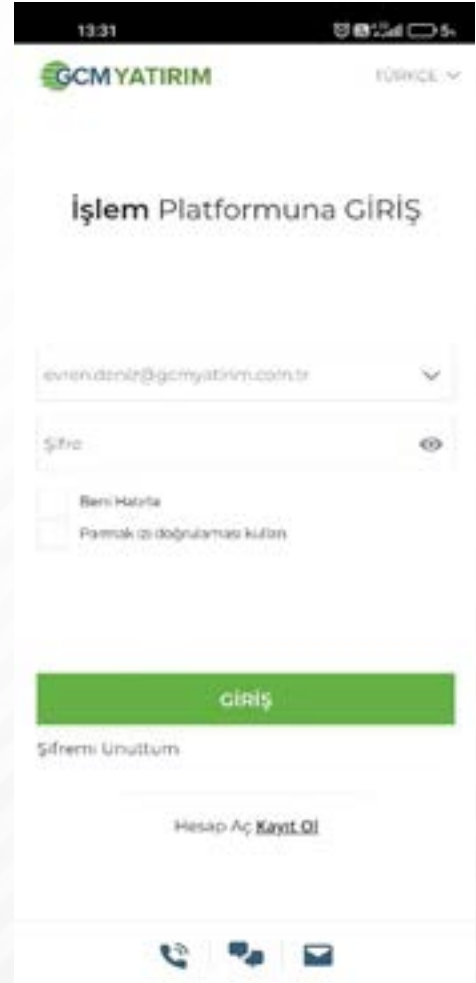 13:31
GCM YATIRIM
TÜRKÇE
İşlem Platformuna GİRİŞ
evren.deniz@gcmyatirim.com.tr
Şifre
Beni Hatırla
Parmak izi doğrulaması kullan
GİRİŞ
Şifremi Unuttum
Hesap Aç Kayıt Ol